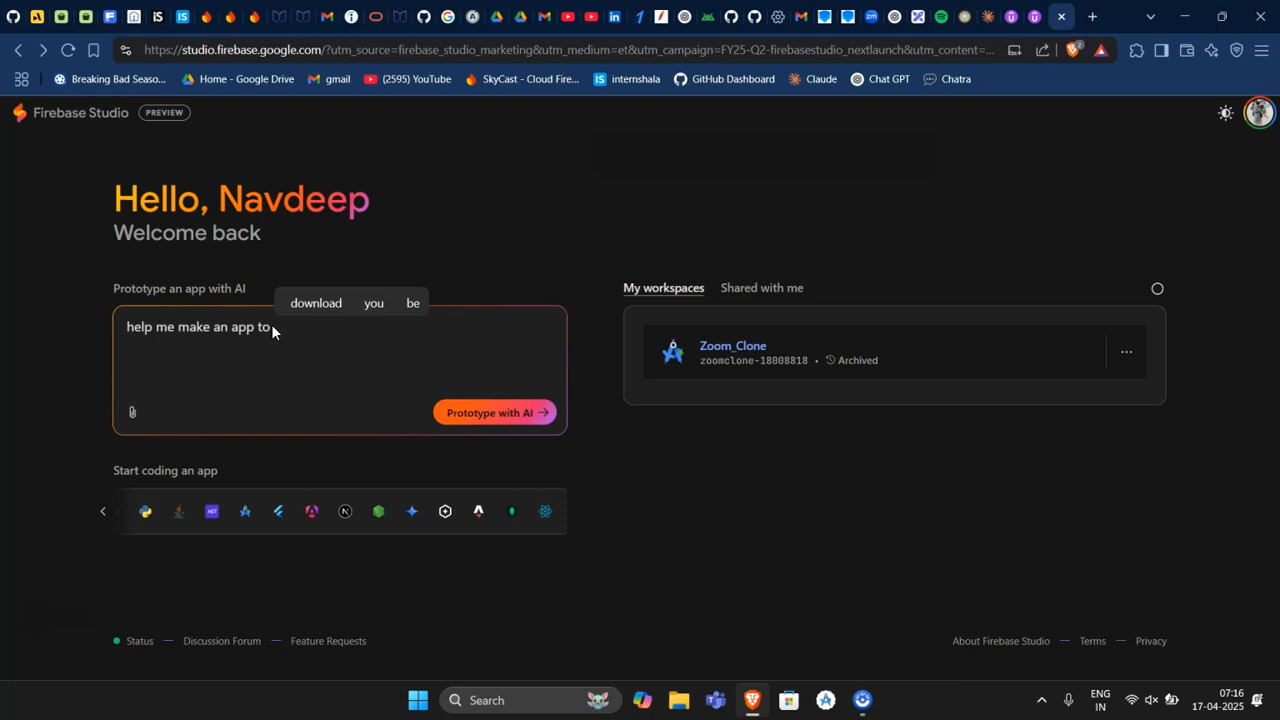 https://studio.firebase.google.com/?utm_source=firebase_studio_marketing&utm_medium=et&utm_campaign=FY25-Q2-firebasestudio_nextlaunch&utm_content=...
2
Breaking Bad Seaso...
Home - Google Drive
gmail
(2595) YouTube
SkyCast - Cloud Fire...
internshala
GitHub Dashboard
Claude
Chat GPT
Chatra
Firebase Studio
PREVIEW
Hello, Navdeep
Welcome back
Prototype an app with AI
download you be
help me make an app to
Prototype with AI
My workspaces
Shared with me
Zoom_Clone
zoomclone-18008818 • Archived
Start coding an app
.NET
Status — Discussion Forum — Feature Requests
About Firebase Studio — Terms — Privacy
Search
ENG
IN
07:16
17-04-2025